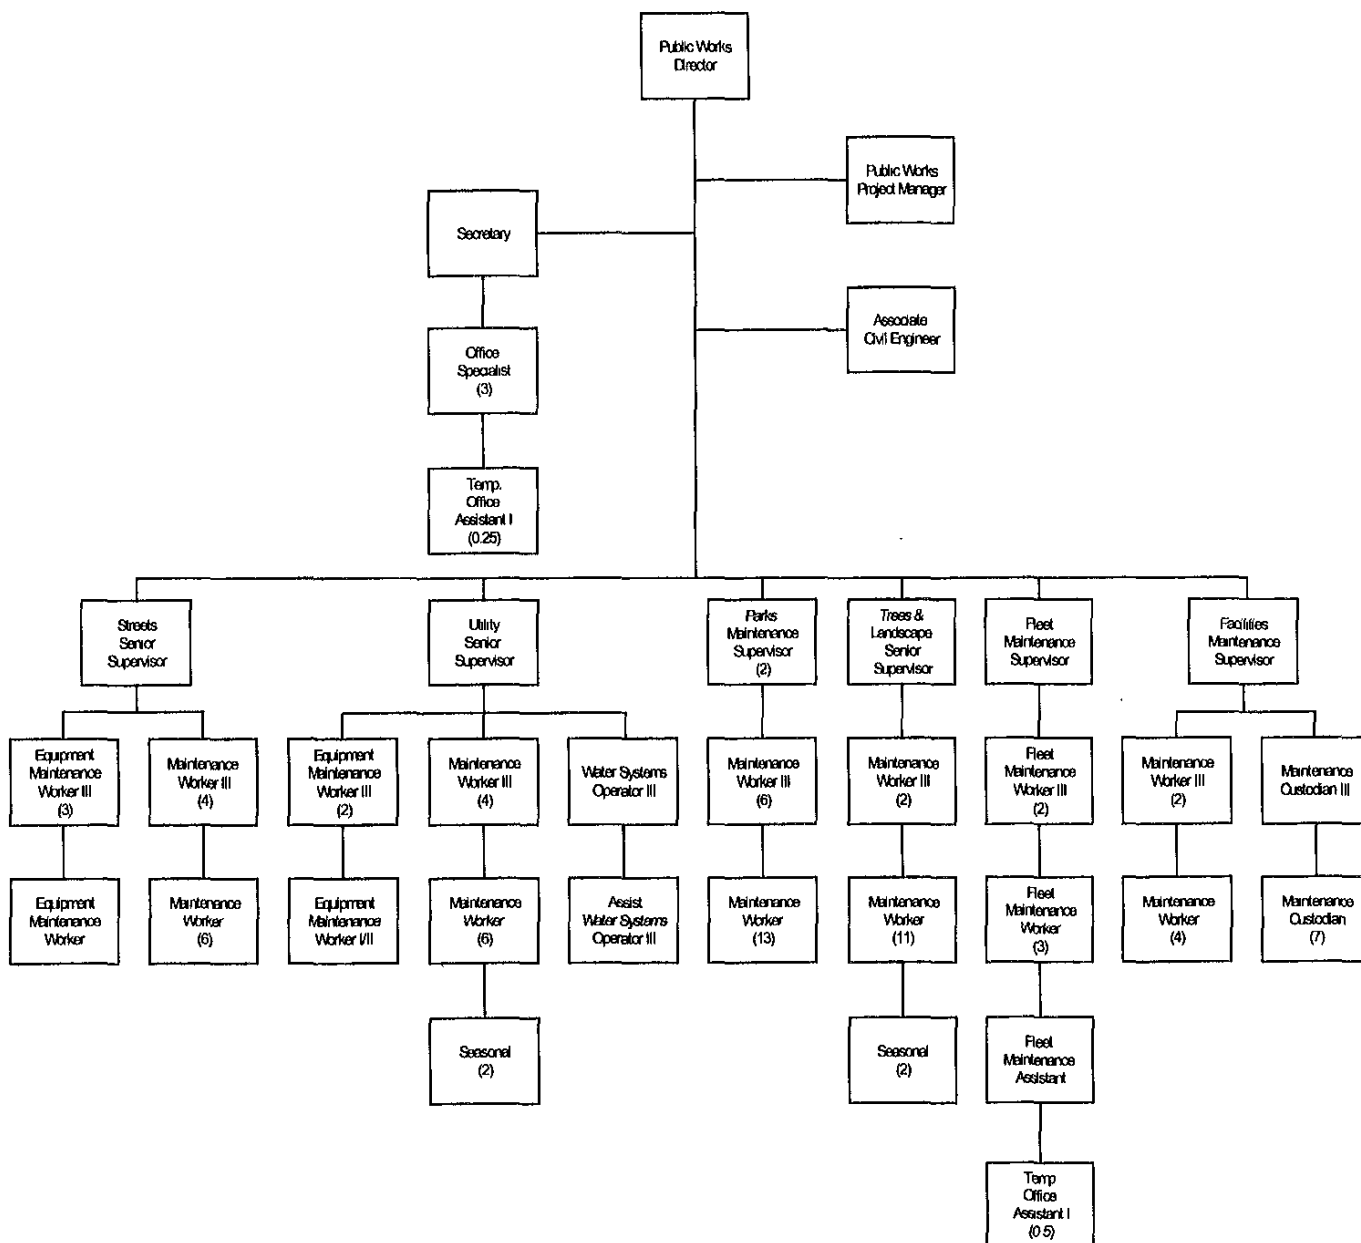 Public Works
Director
Public Works
Project Manager
Secretary
Associate
Civil Engineer
Office
Specialist
(3)
Temp.
Office
Assistant I
(0.25)
Streets
Senior
Supervisor
Utility
Senior
Supervisor
Parks
Maintenance
Supervisor
(2)
Trees &
Landscape
Senior
Supervisor
Fleet
Maintenance
Supervisor
Facilities
Maintenance
Supervisor
Equipment
Maintenance
Worker III
(3)
Maintenance
Worker III
(4)
Equipment
Maintenance
Worker III
(2)
Maintenance
Worker III
(4)
Water Systems
Operator III
Maintenance
Worker III
(6)
Maintenance
Worker III
(2)
Fleet
Maintenance
Worker III
(2)
Maintenance
Worker III
(2)
Maintenance
Custodian III
Equipment
Maintenance
Worker
Maintenance
Worker
(6)
Equipment
Maintenance
Worker I/II
Maintenance
Worker
(6)
Assist
Water Systems
Operator III
Maintenance
Worker
(13)
Maintenance
Worker
(11)
Fleet
Maintenance
Worker
(3)
Maintenance
Worker
(4)
Maintenance
Custodian
(7)
Seasonal
(2)
Seasonal
(2)
Fleet
Maintenance
Assistant
Temp
Office
Assistant I
(0.5)